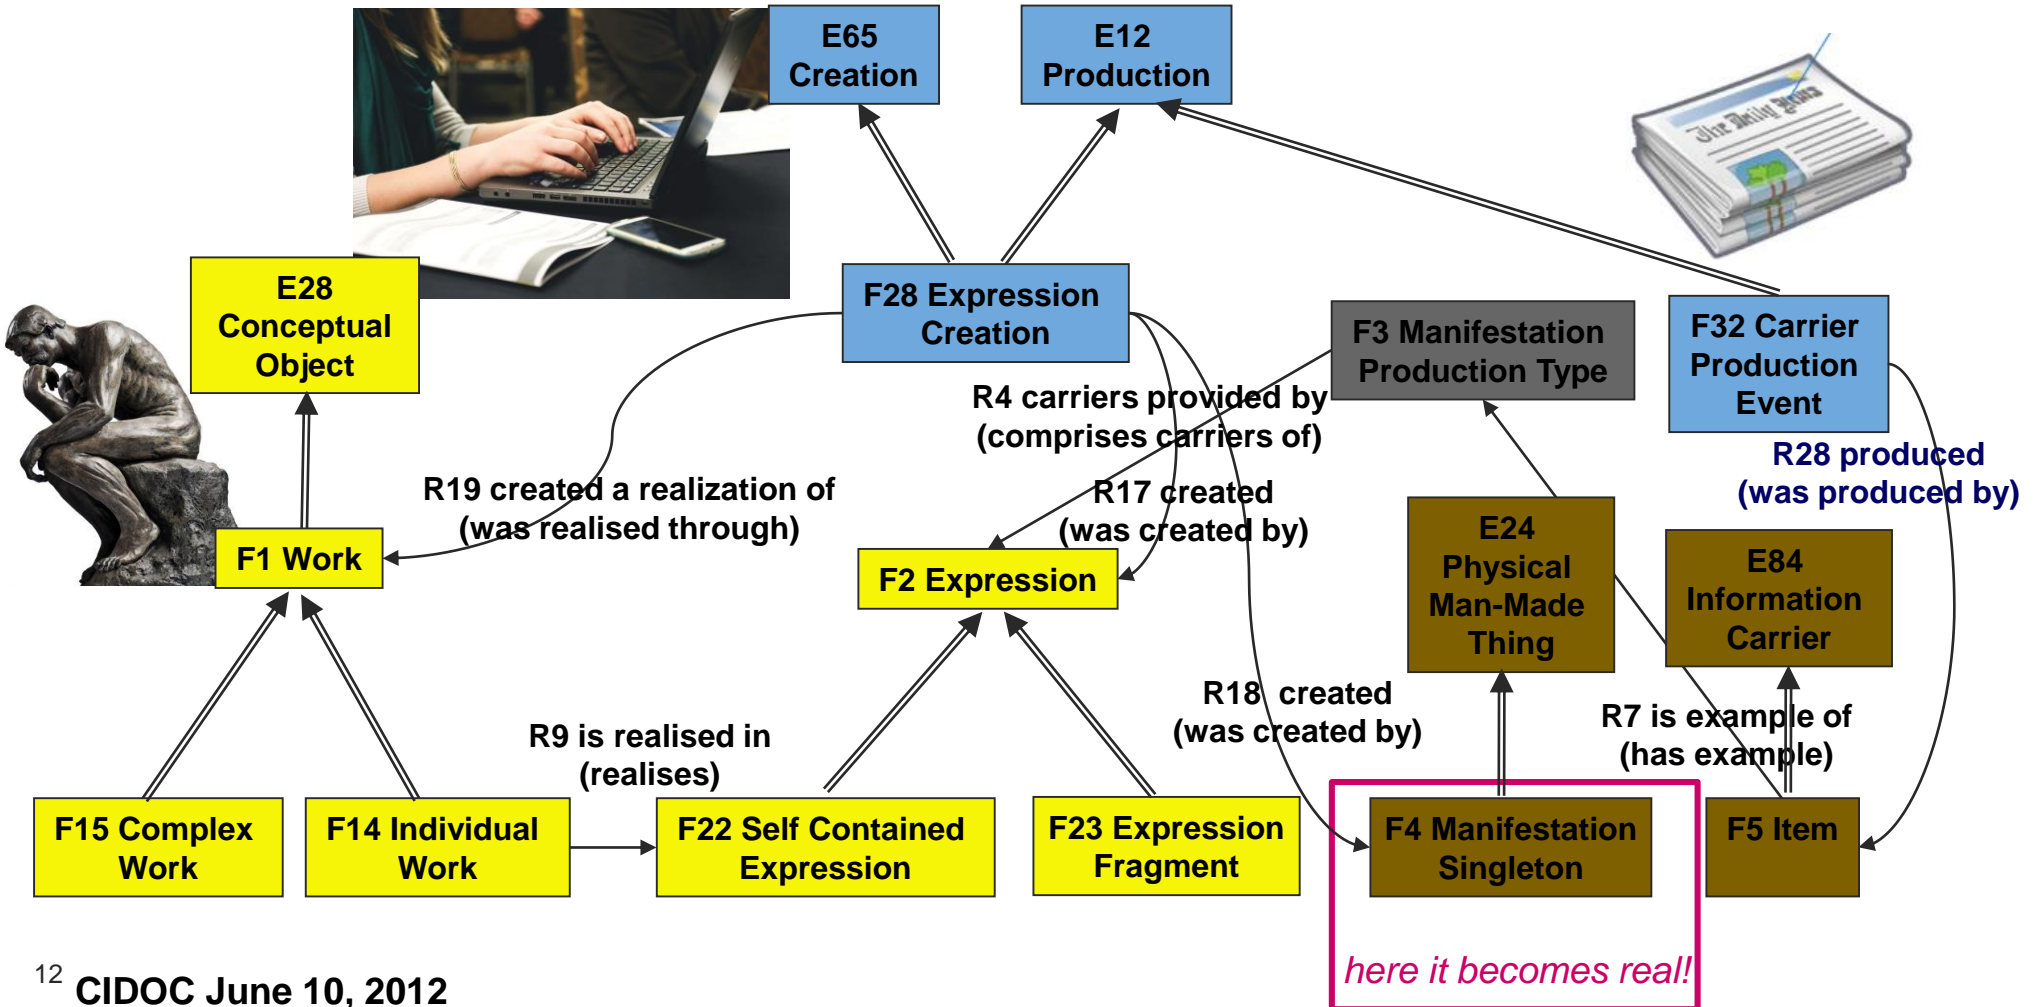 E65
Creation
E12
Production
The Daily News
E28
Conceptual
Object
F28 Expression
Creation
F3 Manifestation
Production Type
F32 Carrier
Production
Event
R4 carriers provided by
(comprises carriers of)
R28 produced
(was produced by)
R19 created a realization of
(was realised through)
R17 created
(was created by)
E24
Physical
Man-Made
Thing
E84
Information
Carrier
F1 Work
F2 Expression
R18 created
(was created by)
R7 is example of
(has example)
R9 is realised in
(realises)
F15 Complex
Work
F14 Individual
Work
F22 Self Contained
Expression
F23 Expression
Fragment
F4 Manifestation
Singleton
F5 Item
here it becomes real!
12 CIDOC June 10, 2012